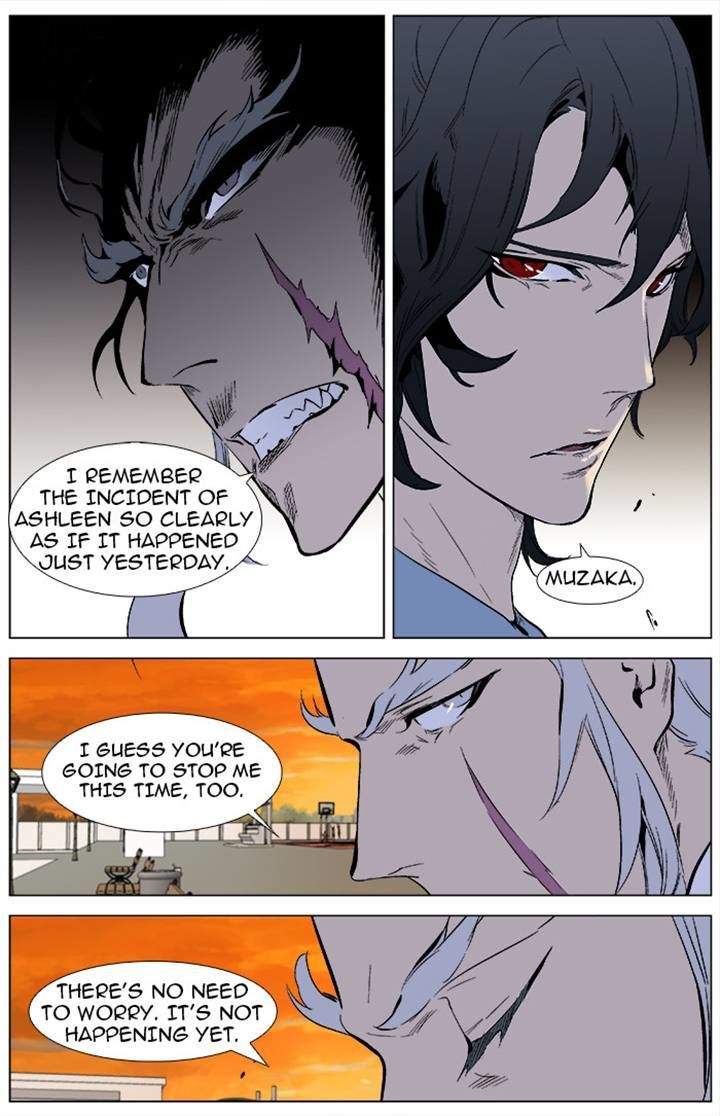 I REMEMBER
THE INCIDENT OF
ASHLEEN SO CLEARLY
AS IF IT HAPPENED
JUST YESTERDAY.
MUZAKA.
I GUESS YOU'RE
GOING TO STOP ME
THIS TIME, TOO.
THERE'S NO NEED
TO WORRY. IT'S NOT
HAPPENING YET.